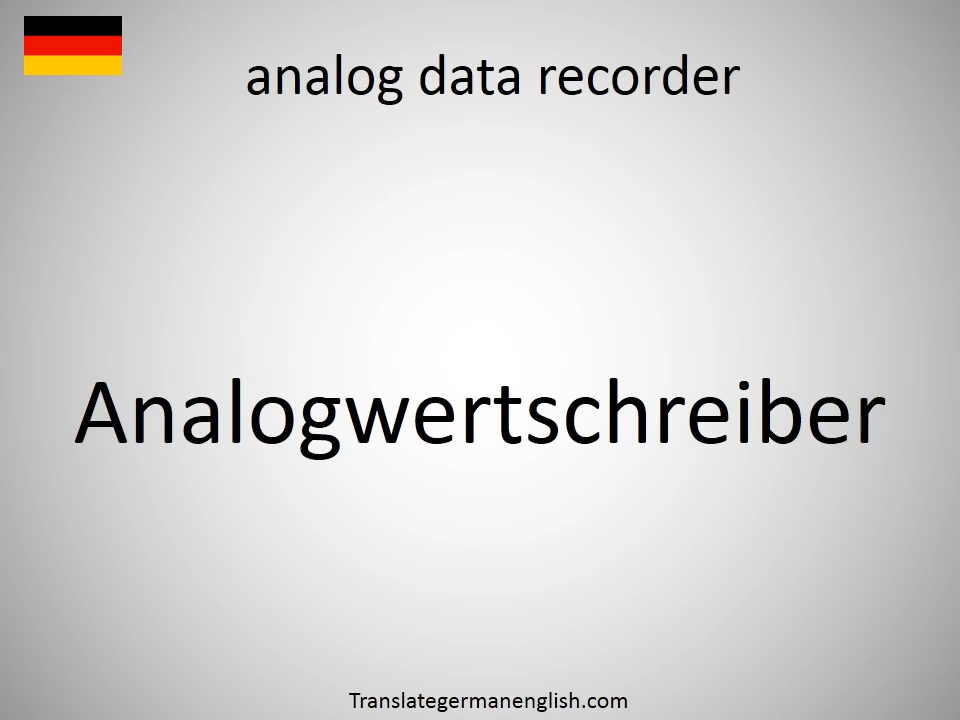 analog data recorder
Analogwertschreiber
Translategermanenglish.com